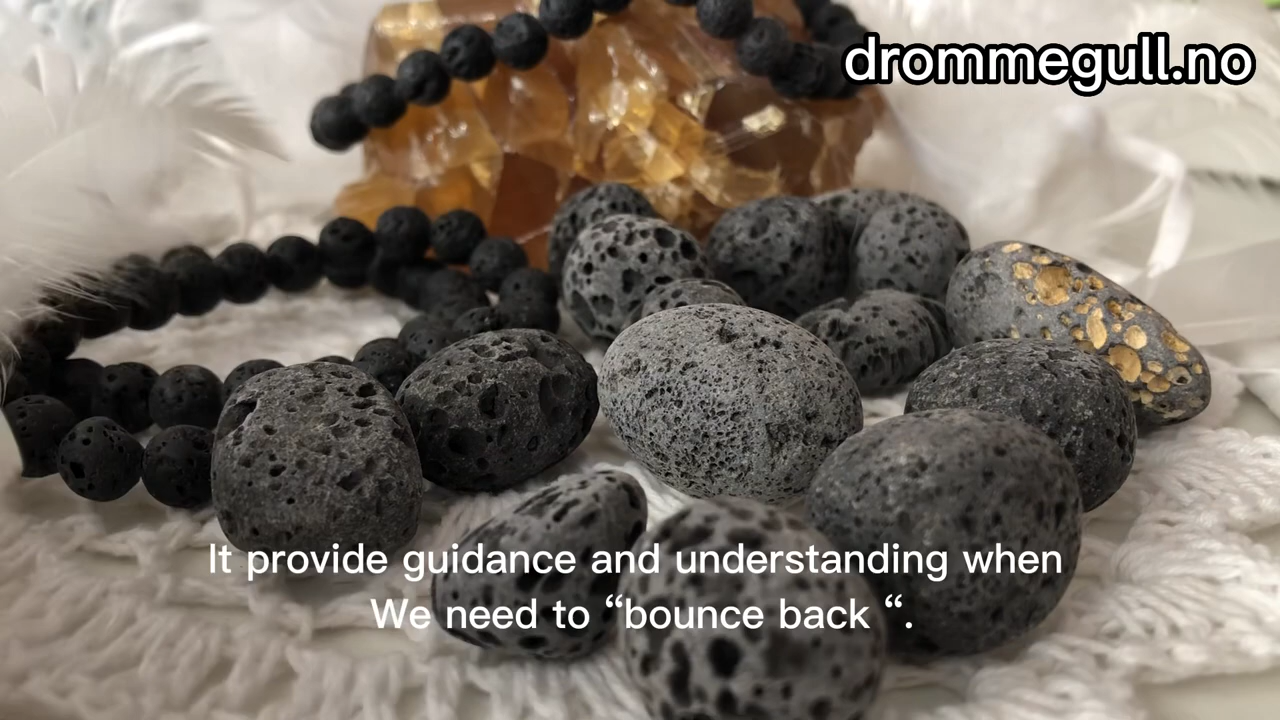 drommegull.no
It provide guidance and understanding when
We need to “bounce back “.